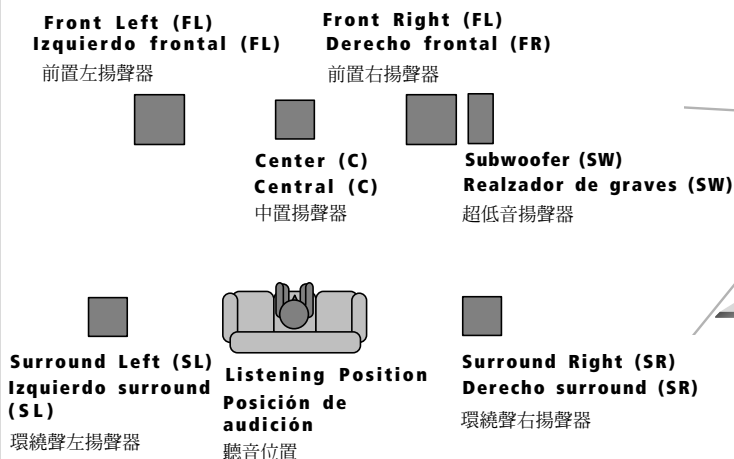 Front Left (FL)
Izquierdo frontal (FL)
前置左揚聲器
Front Right (FL)
Derecho frontal (FR)
前置右揚聲器
Center (C)
Central (C)
中置揚聲器
Subwoofer (SW)
Realzador de graves (SW)
超低音揚聲器
Surround Left (SL)
Izquierdo surround
(SL)
環繞聲左揚聲器
Listening Position
Posición de
audición
聽音位置
Surround Right (SR)
Derecho surround (SR)
環繞聲右揚聲器